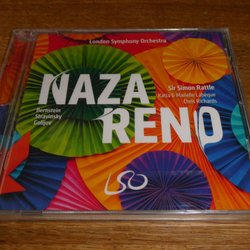 London Symphony Orchestra
NAZA
Sir Simon Rattle
Katia & Marielle Labèque
Chris Richards
Bernstein
Stravinsky
Golijov
RENO
LSO